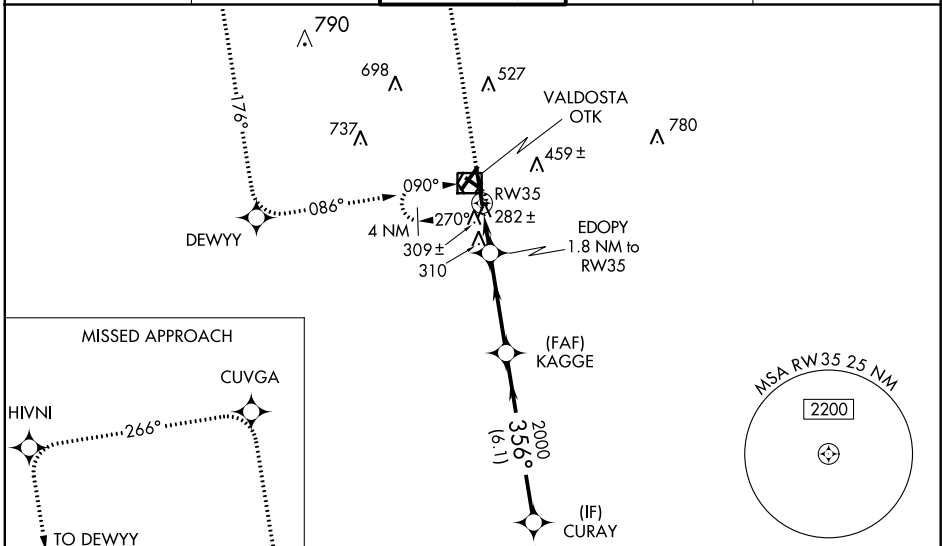 790
698
527
VALDOSTA
OTK
780
737
459 ±
176°
090°
RW35
086°
270°
282 ±
DEWYY
4 NM
309 ±
310
EDOPY
1.8 NM to
RW35
MISSED APPROACH
(FAF)
KAGGE
CUVGA
MSA RW35 25 NM
HIVNI
2200
266°
2000
356°
(6.1)
(IF)
CURAY
TO DEWYY